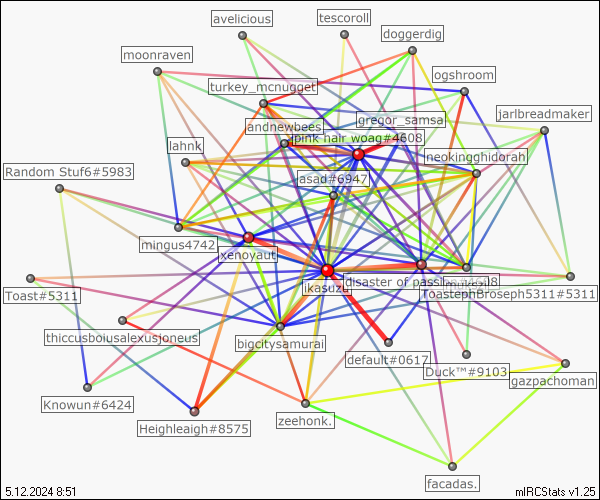 avelicious
tescoroll
doggerdig
moonraven
ogshroom
turkey_mcnugget
gregor_samsa
jarlbreadmaker
andnewbees
pink hair woag#4608
lahnk
neokingghidorah
Random Stuf6#5983
asad#6947
mingus4742
xenoyaut
Toast#5311
ikasuzu
disaster of passi
ToastephBroseph5311#5311
thiccusboiusalexusjoneus
bigcitysamurai
default#0617
Duck™#9103
gazpachoman
Knowun#6424
Heighleaigh#8575
zeehonk.
facadas.
5.12.2024 8:51
mIRCStats v1.25